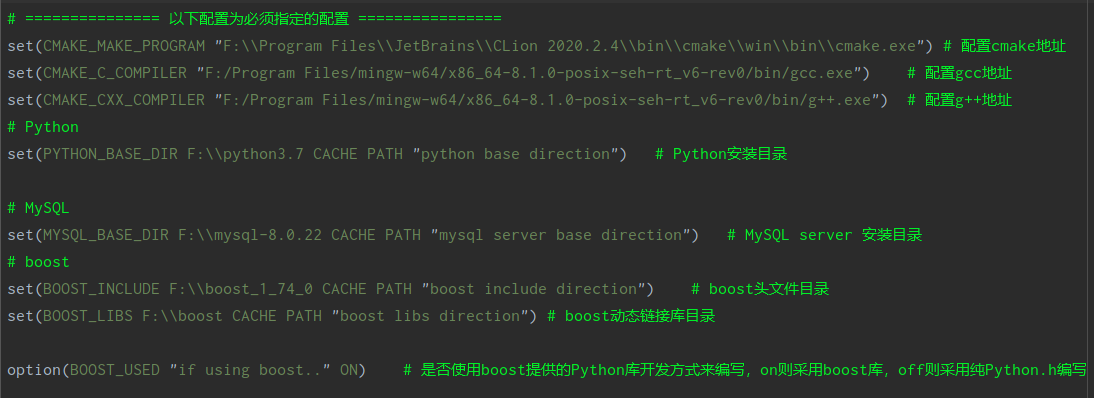 # =============== 以下配置为必须指定的配置 ================
set(CMAKE_MAKE_PROGRAM "F:\\Program Files\\JetBrains\\CLion 2020.2.4\\bin\\cmake\\win\\bin\\cmake.exe") # 配置cmake地址
set(CMAKE_C_COMPILER "F:/Program Files/mingw-w64/x86_64-8.1.0-posix-seh-rt_v6-rev0/bin/gcc.exe")    # 配置gcc地址
set(CMAKE_CXX_COMPILER "F:/Program Files/mingw-w64/x86_64-8.1.0-posix-seh-rt_v6-rev0/bin/g++.exe")  # 配置g++地址
# Python
set(PYTHON_BASE_DIR F:\\python3.7 CACHE PATH "python base direction")   # Python安装目录
# MySQL
set(MYSQL_BASE_DIR F:\\mysql-8.0.22 CACHE PATH "mysql server base direction")   # MySQL server 安装目录
# boost
set(BOOST_INCLUDE F:\\boost_1_74_0 CACHE PATH "boost include direction")    # boost头文件目录
set(BOOST_LIBS F:\\boost CACHE PATH "boost libs direction") # boost动态链接库目录
option(BOOST_USED "if using boost.." ON)    # 是否使用boost提供的Python库开发方式来编写，on则采用boost库，off则采用纯Python.h编写